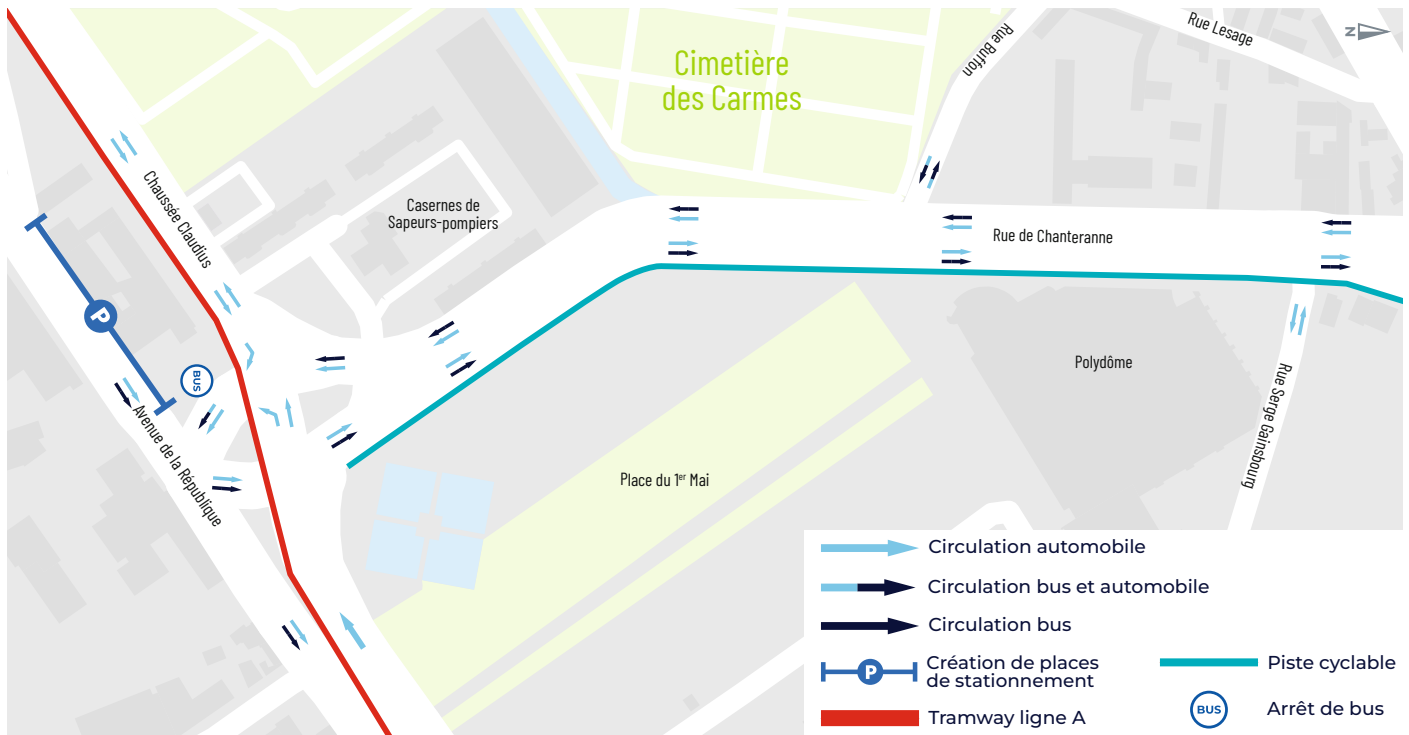 Rue Lesage
N
Rue Buffon
Cimetière
des Carmes
Chaussée Claudius
Casernes de
Sapeurs-pompiers
Rue de Chanteranne
P
BUS
Avenue de la République
Polydôme
Rue Serge Gainsbourg
Place du 1er Mai
Circulation automobile
Circulation bus et automobile
Circulation bus
P
Création de places
de stationnement
Tramway ligne A
Piste cyclable
BUS
Arrêt de bus